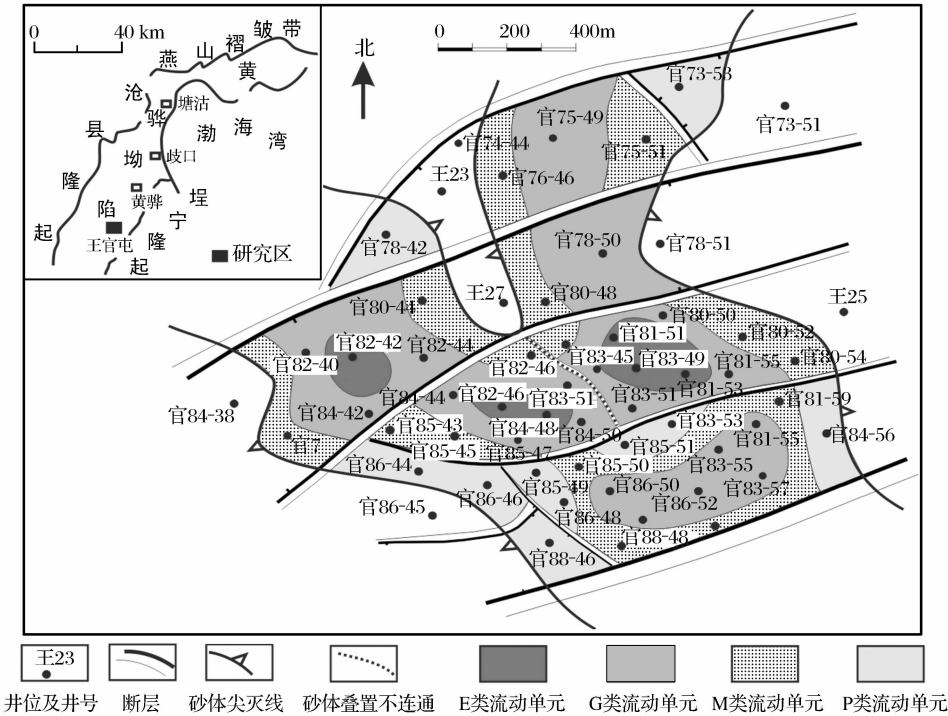 0 40 km
燕山褶皱带
沧县隆起
黄骅坳陷
渤海湾
埕宁隆起
塘沽
歧口
黄骅
王官屯
研究区
北
0 200 400m
官73-53
官73-51
官75-49
官74-44
官75-51
王23
官76-46
官78-42
官78-50
官78-51
王27
官80-48
官80-44
王25
官80-50
官82-42
官82-44
官81-51
官80-52
官82-40
官82-46
官83-45
官83-49
官81-55
官80-54
官84-44
官82-46
官83-51
官83-51
官81-53
官81-59
官84-38
官84-42
官85-43
官84-48
官84-50
官83-53
官81-55
官84-56
官7
官85-45
官85-47
官85-51
官86-44
官85-50
官83-55
官86-45
官86-46
官85-49
官86-50
官83-57
官86-52
官86-48
官88-48
官88-46
王23
井位及井号 断层 砂体尖灭线 砂体叠置不连通 E类流动单元 G类流动单元 M类流动单元 P类流动单元